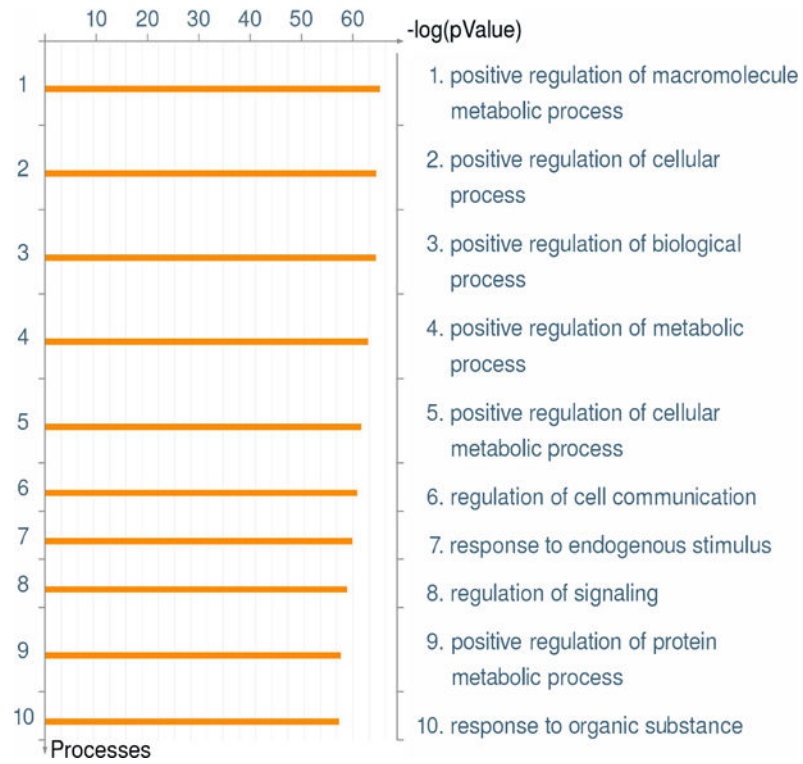 10 20 30 40 50 60
-log(pValue)
1
1. positive regulation of macromolecule
metabolic process
2
2. positive regulation of cellular
process
3
3. positive regulation of biological
process
4
4. positive regulation of metabolic
process
5
5. positive regulation of cellular
metabolic process
6
6. regulation of cell communication
7
7. response to endogenous stimulus
8
8. regulation of signaling
9
9. positive regulation of protein
metabolic process
10
10. response to organic substance
Processes